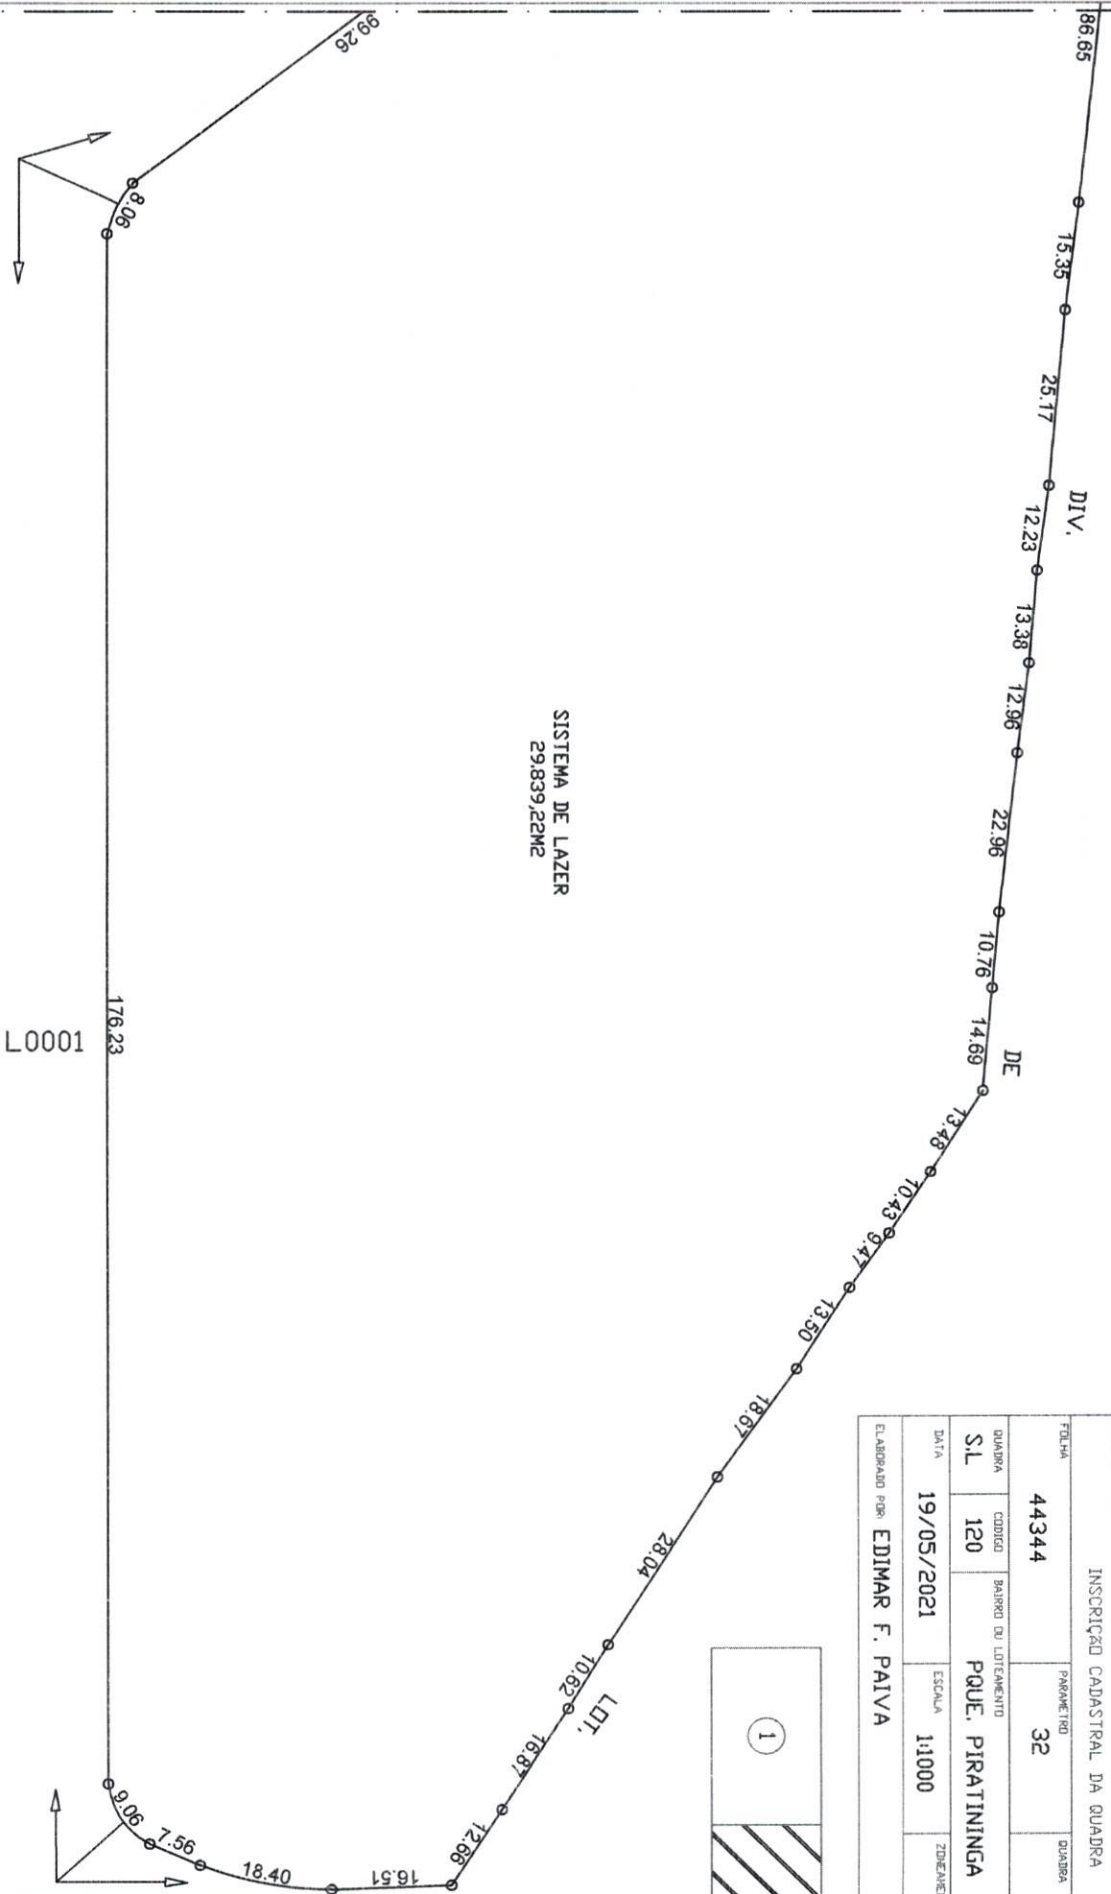 INSCRIÇÃO CADASTRAL DA QUADRA
FOLHA
44344
PARAMETRO
32
QUADRA
QUADRA
S.L
CODIGO
120
BAIRRO OU LOTEAMENTO
PQUE. PIRATININGA
DATA
19/05/2021
ESCALA
1:1000
ELABORADO POR: EDIMAR F. PAIVA
1
86.65
15.35
25.17
DIV.
12.23
13.38
12.96
22.96
10.76
14.69
DE
13.48
10.43
9.47
13.50
18.67
28.04
10.62
LOT.
16.87
12.66
16.51
18.40
7.56
9.06
SISTEMA DE LAZER
29.839,22M2
99.26
8.06
176.23
L0001